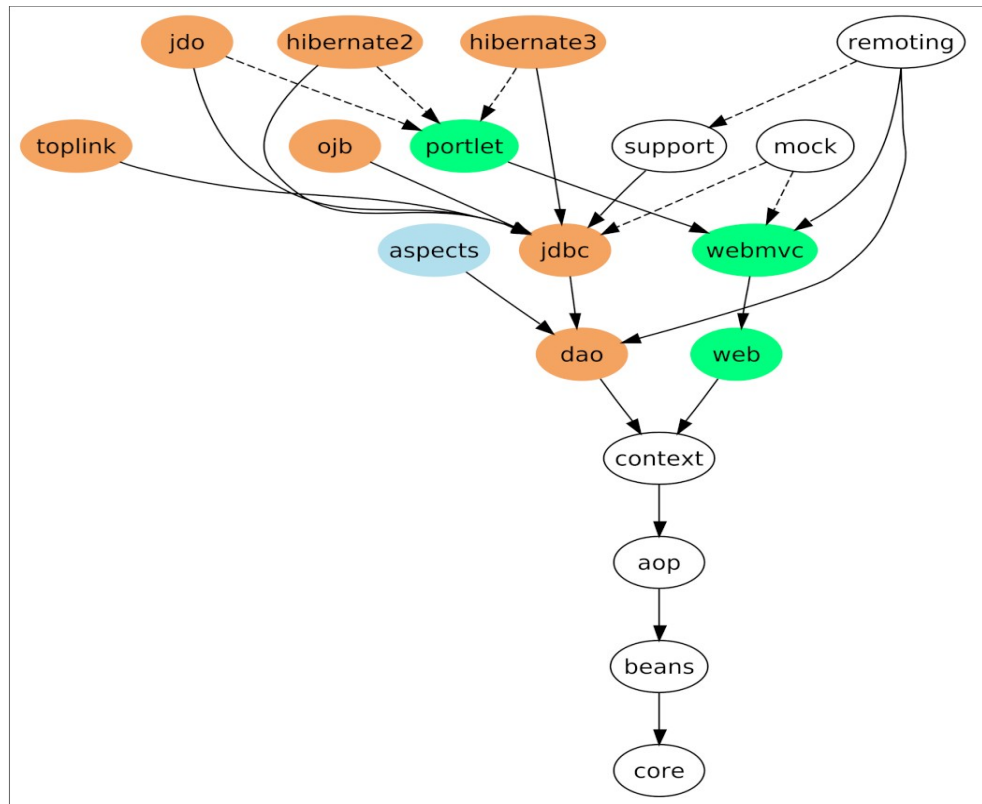 jdo hibernate2 hibernate3 remoting
toplink ojb portlet support mock
aspects jdbc webmvc
dao web
context
aop
beans
core